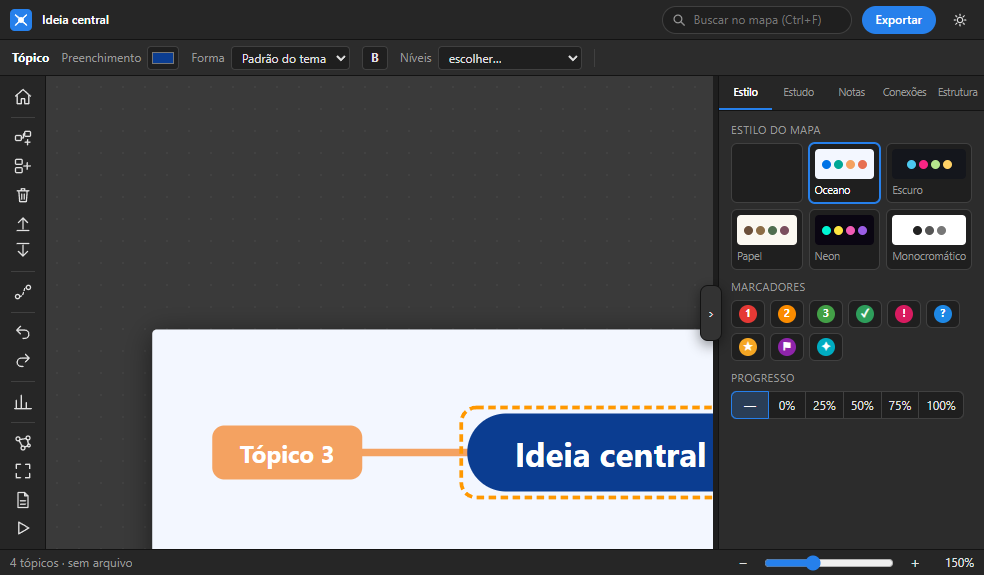 Ideia central
Buscar no mapa (Ctrl+F)
Exportar
Tópico
Preenchimento
Forma
Padrão do tema
B
Níveis
escolher...
Estilo
Estudo
Notas
Conexões
Estrutura
ESTILO DO MAPA
Oceano
Escuro
Papel
Neon
Monocromático
MARCADORES
1
2
3
!
?
PROGRESSO
—
0%
25%
50%
75%
100%
Tópico 3
Ideia central
4 tópicos · sem arquivo
150%